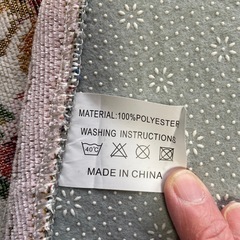 MATERIAL:100%POLYESTER
WASHING INSTRUCTIONS
40℃
MADE IN CHINA